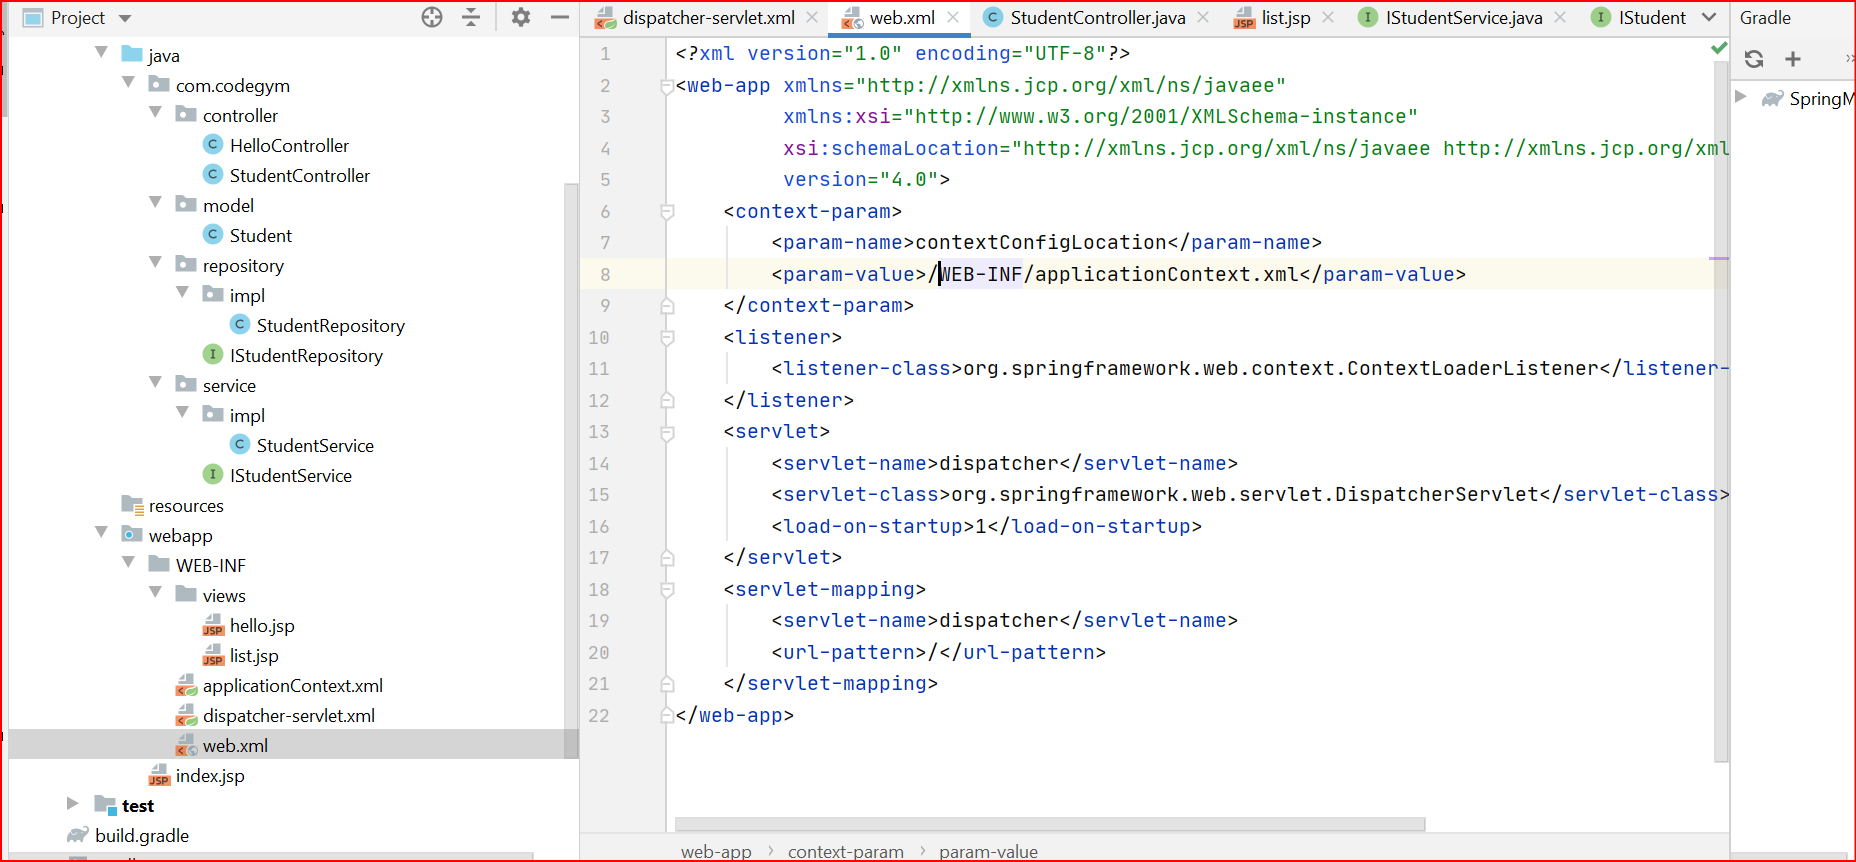 Project
dispatcher-servlet.xml
web.xml
StudentController.java
list.jsp
IStudentService.java
IStudent
Gradle
java
com.codegym
controller
HelloController
StudentController
model
Student
repository
impl
StudentRepository
IStudentRepository
service
impl
StudentService
IStudentService
resources
webapp
WEB-INF
views
hello.jsp
list.jsp
applicationContext.xml
dispatcher-servlet.xml
web.xml
index.jsp
test
build.gradle
1 <?xml version="1.0" encoding="UTF-8"?>
2 <web-app xmlns="http://xmlns.jcp.org/xml/ns/javaee"
3 xmlns:xsi="http://www.w3.org/2001/XMLSchema-instance"
4 xsi:schemaLocation="http://xmlns.jcp.org/xml/ns/javaee http://xmlns.jcp.org/xml
5 version="4.0">
6 <context-param>
7 <param-name>contextConfigLocation</param-name>
8 <param-value>/WEB-INF/applicationContext.xml</param-value>
9 </context-param>
10 <listener>
11 <listener-class>org.springframework.web.context.ContextLoaderListener</listener-
12 </listener>
13 <servlet>
14 <servlet-name>dispatcher</servlet-name>
15 <servlet-class>org.springframework.web.servlet.DispatcherServlet</servlet-class>
16 <load-on-startup>1</load-on-startup>
17 </servlet>
18 <servlet-mapping>
19 <servlet-name>dispatcher</servlet-name>
20 <url-pattern>/</url-pattern>
21 </servlet-mapping>
22 </web-app>
web-app › context-param › param-value
SpringM